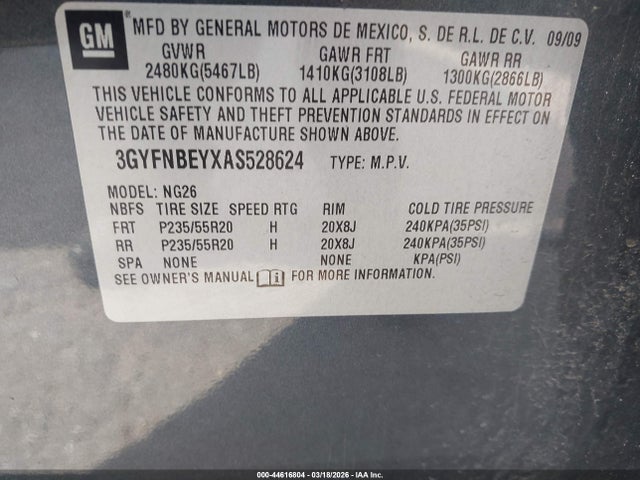 GM
MFD BY GENERAL MOTORS DE MEXICO, S. DE R.L. DE C.V. 09/09
GVWR GAWR FRT GAWR RR
2480KG(5467LB) 1410KG(3108LB) 1300KG(2866LB)
THIS VEHICLE CONFORMS TO ALL APPLICABLE U.S. FEDERAL MOTOR
VEHICLE SAFETY AND THEFT PREVENTION STANDARDS IN EFFECT ON
THE DATE OF MANUFACTURE SHOWN ABOVE.
3GYFNBEYXAS528624 TYPE: M.P.V.
MODEL: NG26
NBFS TIRE SIZE SPEED RTG RIM COLD TIRE PRESSURE
FRT P235/55R20 H 20X8J 240KPA(35PSI)
RR P235/55R20 H 20X8J 240KPA(35PSI)
SPA NONE NONE KPA(PSI)
SEE OWNER'S MANUAL FOR MORE INFORMATION.
000-44616804 - 03/18/2026 - IAA Inc.